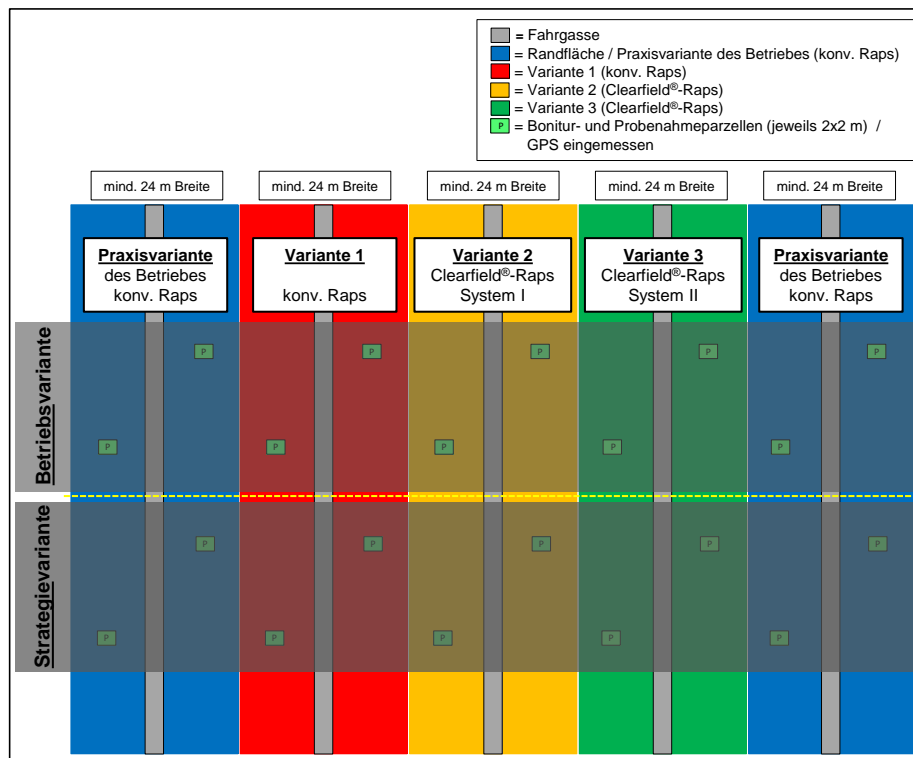 = Fahrgasse
= Randfläche / Praxisvariante des Betriebes (konv. Raps)
= Variante 1 (konv. Raps)
= Variante 2 (Clearfield®-Raps)
= Variante 3 (Clearfield®-Raps)
P = Bonitur- und Probenahmeparzellen (jeweils 2x2 m) /
GPS eingemessen
mind. 24 m Breite
mind. 24 m Breite
mind. 24 m Breite
mind. 24 m Breite
mind. 24 m Breite
Praxisvariante
des Betriebes
konv. Raps
Variante 1
konv. Raps
Variante 2
Clearfield®-Raps
System I
Variante 3
Clearfield®-Raps
System II
Praxisvariante
des Betriebes
konv. Raps
Betriebsvariante
P P P P P
P P P P P
Strategievariante
P P P P P
P P P P P